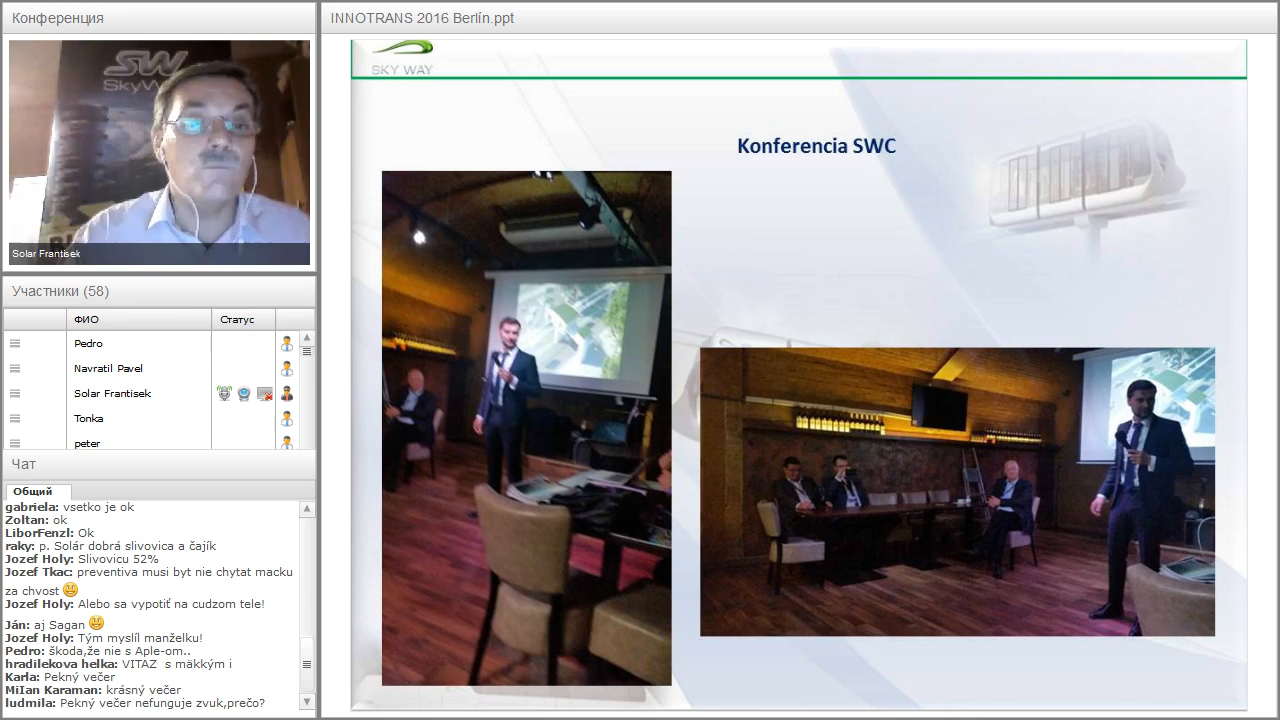 Конференция
SW
SkyW
Solar Frantisek
Участники (58)
ФИО
Статус
Pedro
Navratil Pavel
Solar Frantisek
Tonka
peter
Чат
Общий
gabriela: vsetko je ok
Zoltan: ok
LiborFenzl: Ok
raky: p. Solár dobrá slivovica a čajík
Jozef Holy: Slivovicu 52%
Jozef Tkac: preventiva musi byt nie chytat macku
za chvost
Jozef Holy: Alebo sa vypotiť na cudzom tele!
Ján: aj Sagan
Jozef Holy: Tým myslíl manželku!
Pedro: škoda,že nie s Aple-om..
hradilekova helka: VITAZ s mäkkým i
Karla: Pekný večer
MiIan Karaman: krásný večer
ludmila: Pekný večer nefunguje zvuk,prečo?
INNOTRANS 2016 Berlín.ppt
SKY WAY
Konferencia SWC